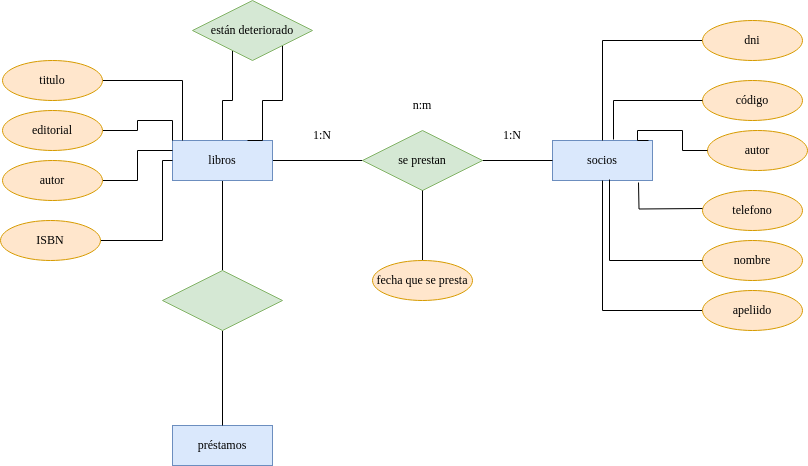 están deteriorado
dni
titulo
código
n:m
editorial
1:N
1:N
libros
se prestan
socios
autor
autor
telefono
ISBN
nombre
fecha que se presta
apeliido
préstamos